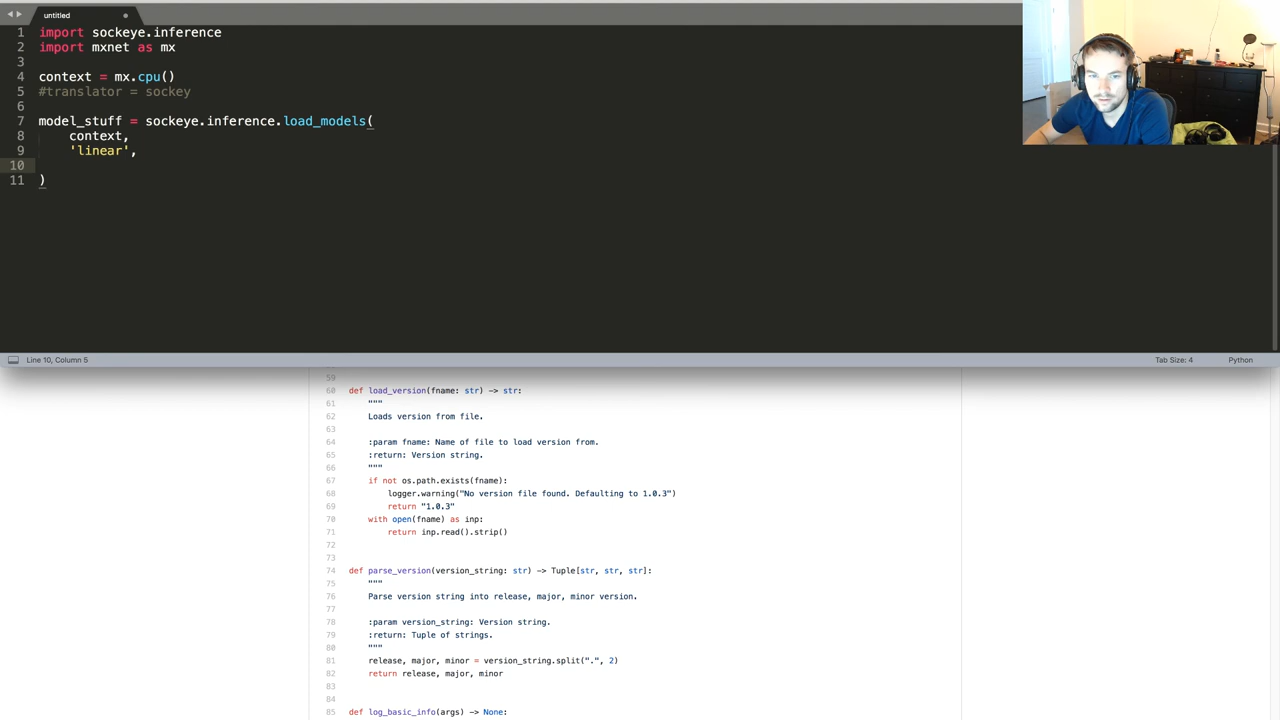 untitled
1 import sockeye.inference
2 import mxnet as mx
3
4 context = mx.cpu()
5 #translator = sockey
6
7 model_stuff = sockeye.inference.load_models(
8 context,
9 'linear',
10
11 )
Line 10, Column 5 Tab Size: 4 Python
59
60 def load_version(fname: str) -> str:
61 """
62 Loads version from file.
63
64 :param fname: Name of file to load version from.
65 :return: Version string.
66 """
67 if not os.path.exists(fname):
68 logger.warning("No version file found. Defaulting to 1.0.3")
69 return "1.0.3"
70 with open(fname) as inp:
71 return inp.read().strip()
72
73
74 def parse_version(version_string: str) -> Tuple[str, str, str]:
75 """
76 Parse version string into release, major, minor version.
77
78 :param version_string: Version string.
79 :return: Tuple of strings.
80 """
81 release, major, minor = version_string.split(".", 2)
82 return release, major, minor
83
84
85 def log_basic_info(args) -> None: